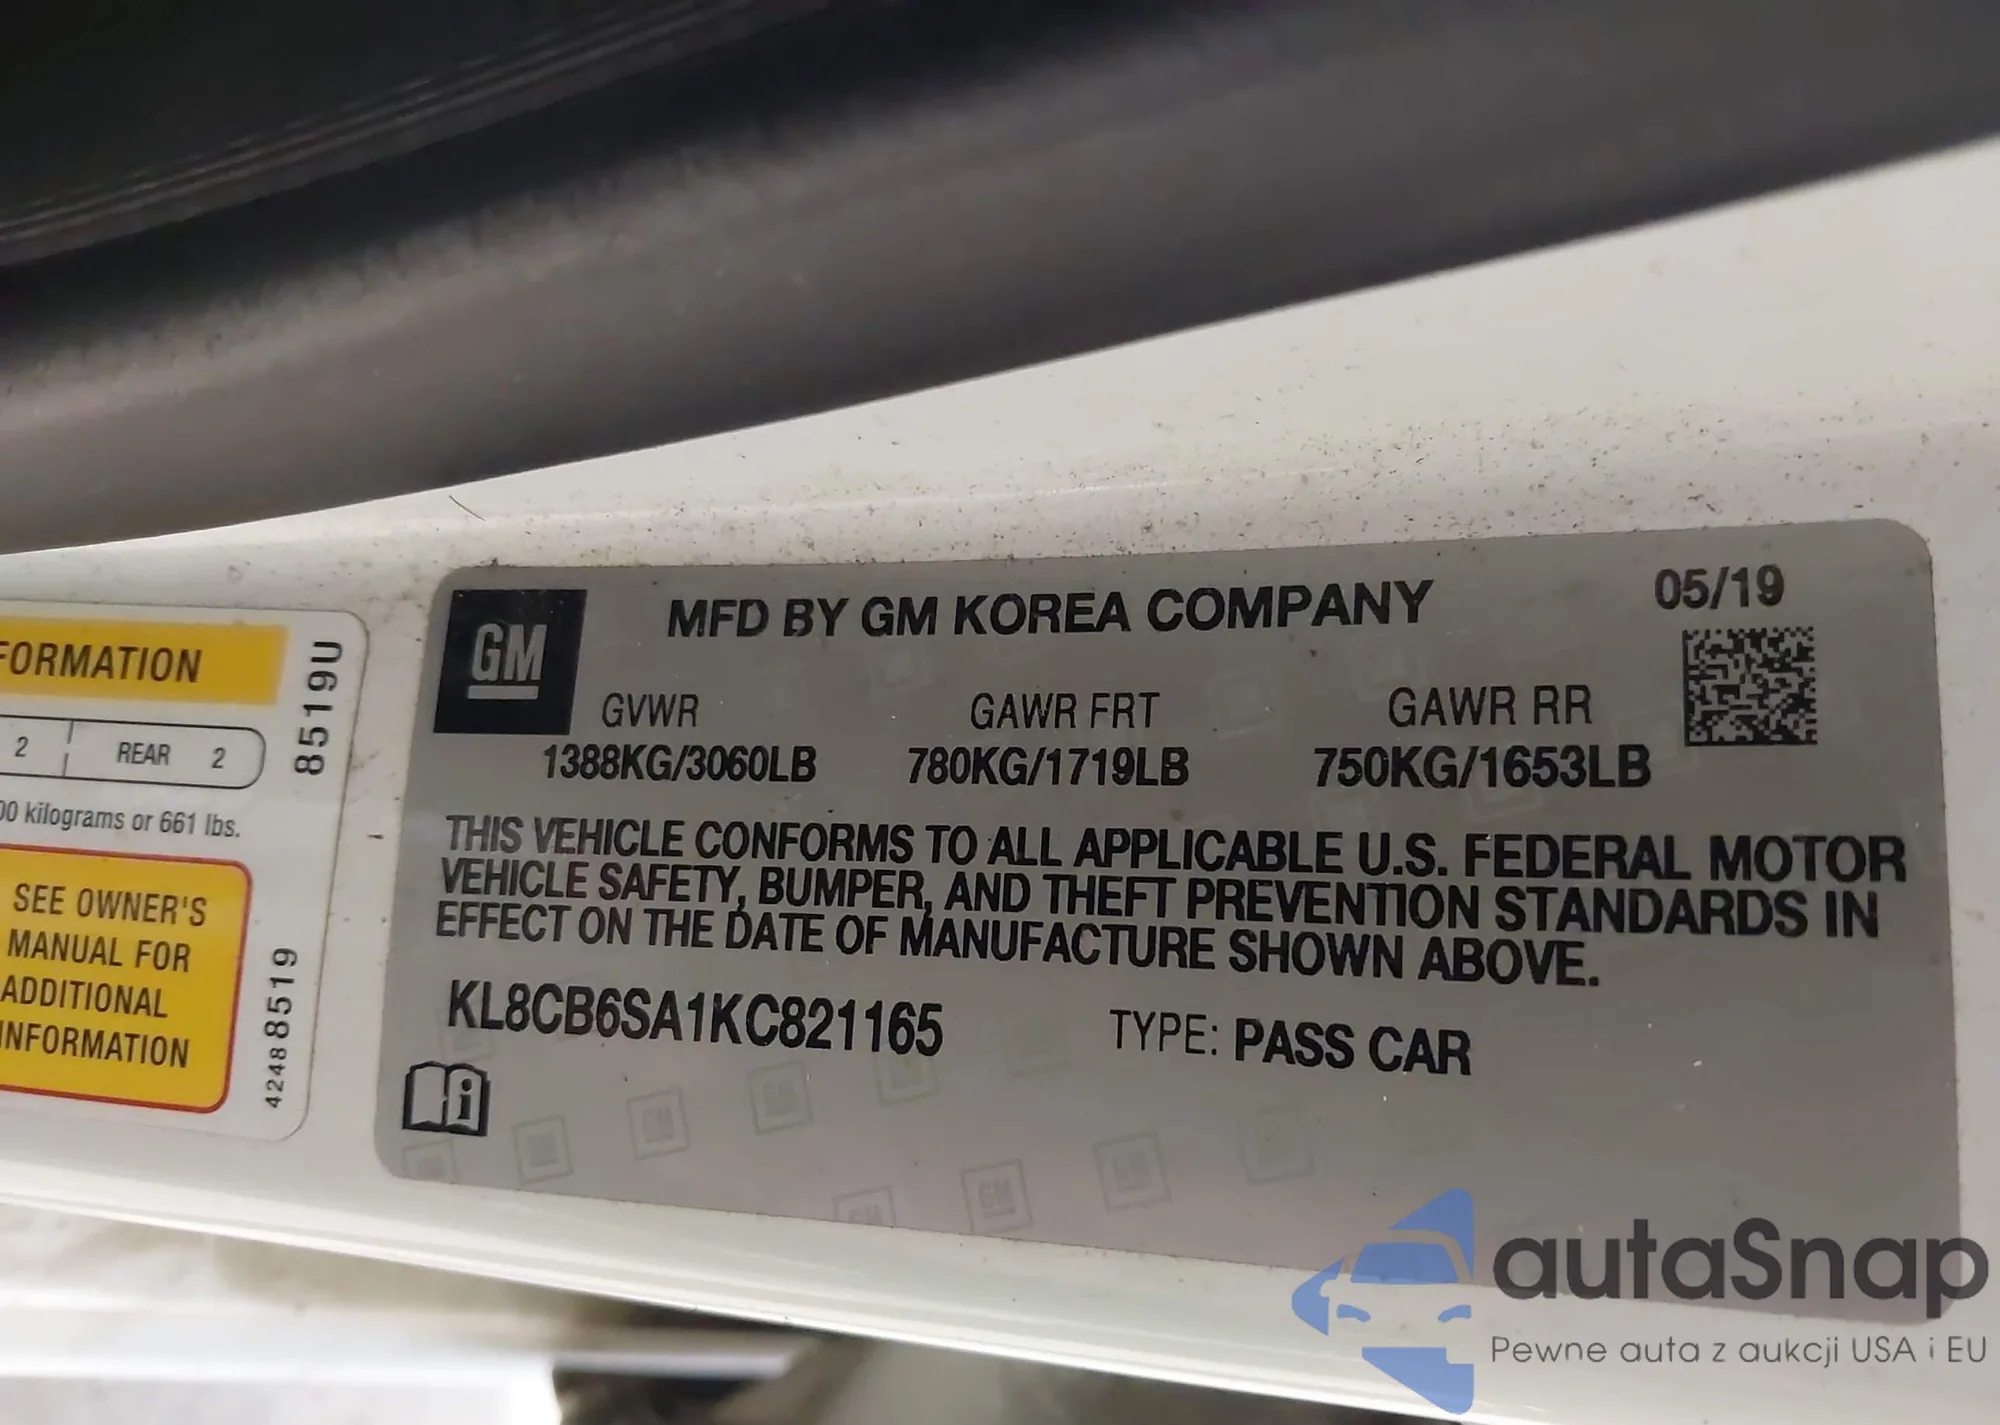 FORMATION
2 REAR 2
00 kilograms or 661 lbs.
SEE OWNER'S
MANUAL FOR
ADDITIONAL
INFORMATION
8519U
42488519
GM
MFD BY GM KOREA COMPANY
05/19
GVWR GAWR FRT GAWR RR
1388KG/3060LB 780KG/1719LB 750KG/1653LB
THIS VEHICLE CONFORMS TO ALL APPLICABLE U.S. FEDERAL MOTOR
VEHICLE SAFETY, BUMPER, AND THEFT PREVENTION STANDARDS IN
EFFECT ON THE DATE OF MANUFACTURE SHOWN ABOVE.
KL8CB6SA1KC821165 TYPE: PASS CAR
autaSnap
Pewne auta z aukcji USA i EU